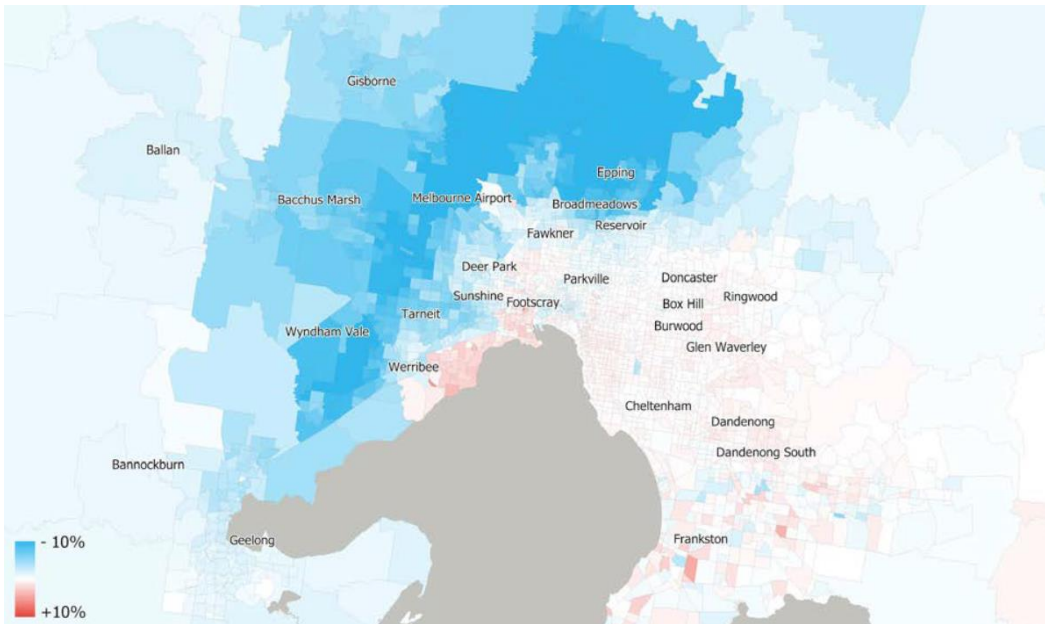 Gisborne
Ballan
Epping
Bacchus Marsh
Melbourne Airport
Broadmeadows
Reservoir
Fawkner
Deer Park
Parkville
Doncaster
Sunshine
Footscray
Box Hill
Ringwood
Tarneit
Burwood
Wyndham Vale
Glen Waverley
Werribee
Cheltenham
Dandenong
Dandenong South
Bannockburn
Geelong
Frankston
- 10%
+10%